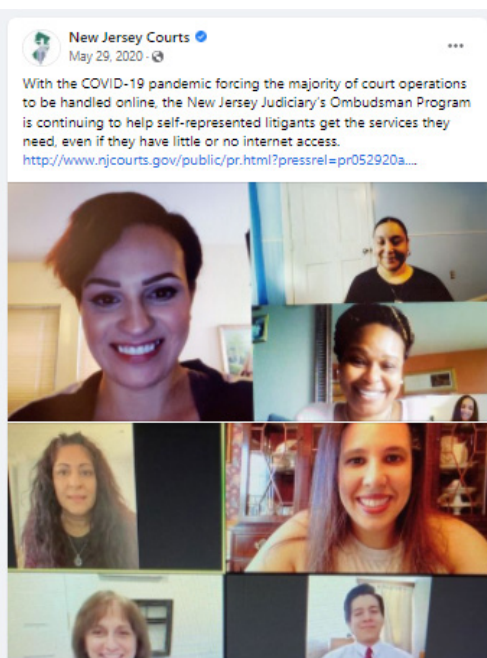 New Jersey Courts
May 29, 2020 ·
With the COVID-19 pandemic forcing the majority of court operations
to be handled online, the New Jersey Judiciary's Ombudsman Program
is continuing to help self-represented litigants get the services they
need, even if they have little or no internet access.
http://www.njcourts.gov/public/pr.html?pressrel=pr052920a....